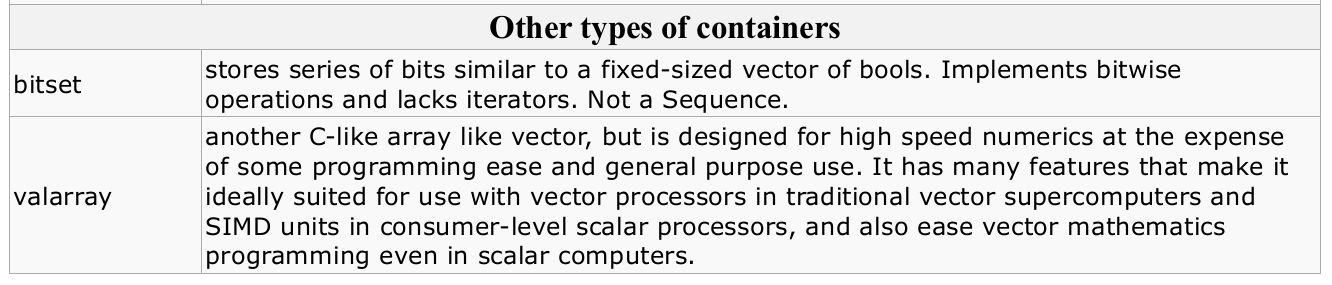 Other types of containers
bitset
stores series of bits similar to a fixed-sized vector of bools. Implements bitwise
operations and lacks iterators. Not a Sequence.
valarray
another C-like array like vector, but is designed for high speed numerics at the expense
of some programming ease and general purpose use. It has many features that make it
ideally suited for use with vector processors in traditional vector supercomputers and
SIMD units in consumer-level scalar processors, and also ease vector mathematics
programming even in scalar computers.